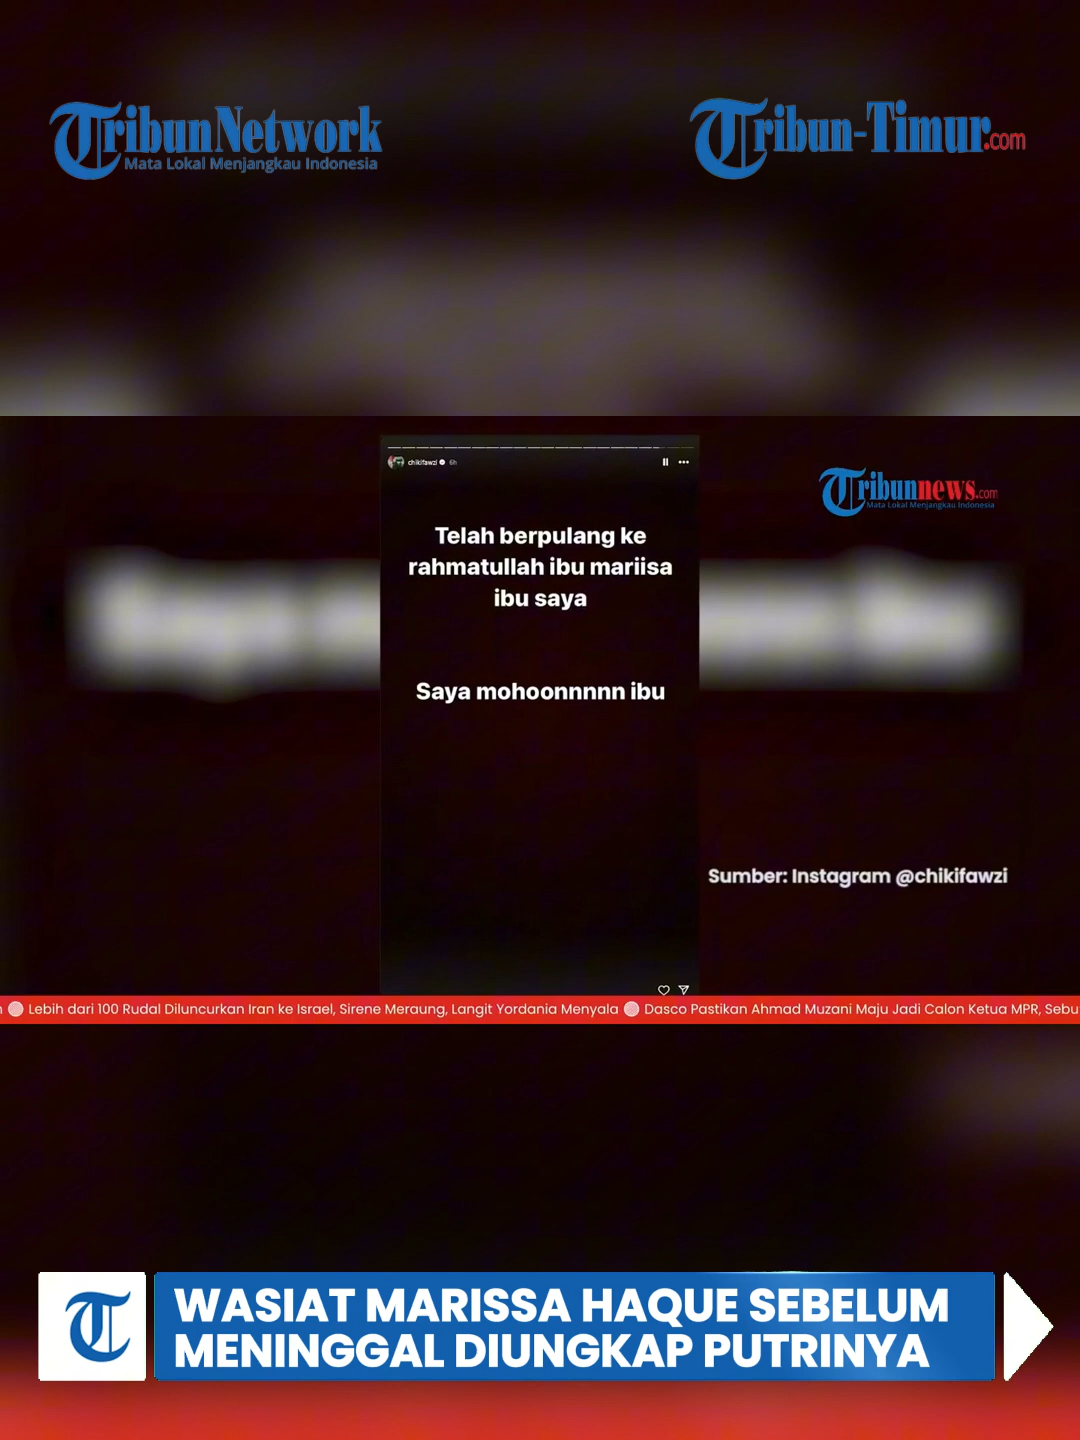 TribunNetwork
Mata Lokal Menjangkau Indonesia
Tribun-Timur.com
chikifawzi 6h
Tribunnews.com
Mata Lokal Menjangkau Indonesia
Telah berpulang ke
rahmatullah ibu mariisa
ibu saya
Saya mohoonnnnn ibu
Sumber: Instagram @chikifawzi
Lebih dari 100 Rudal Diluncurkan Iran ke Israel, Sirene Meraung, Langit Yordania Menyala Dasco Pastikan Ahmad Muzani Maju Jadi Calon Ketua MPR, Sebu
T WASIAT MARISSA HAQUE SEBELUM
MENINGGAL DIUNGKAP PUTRINYA